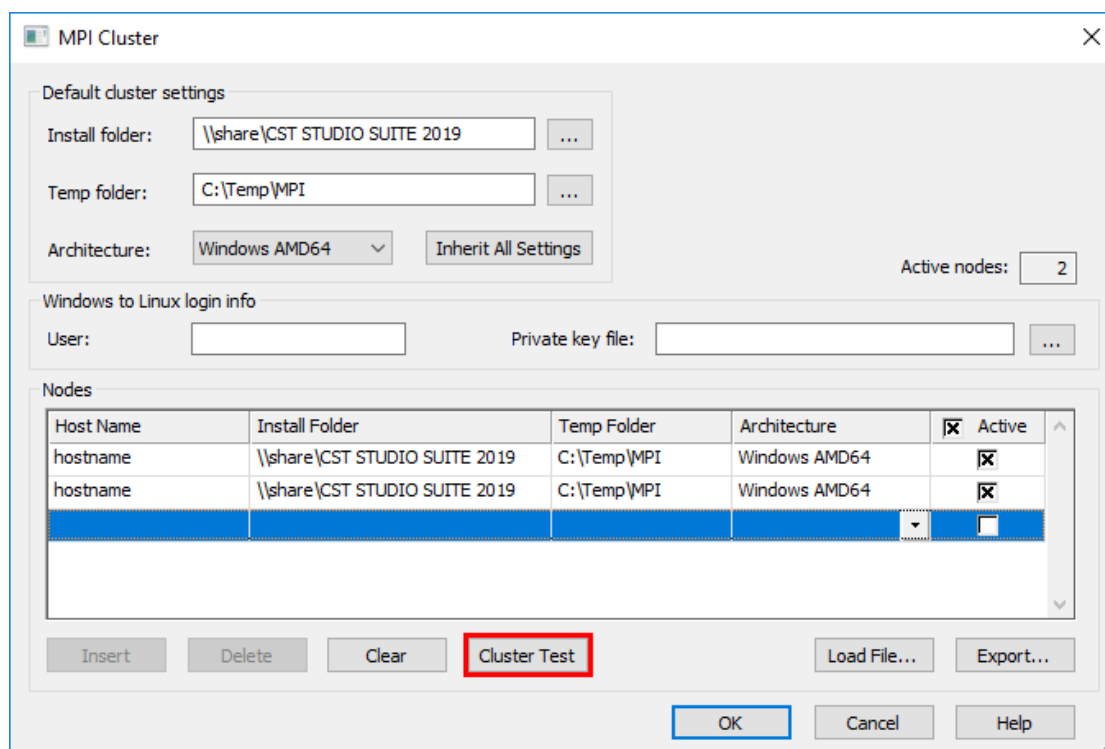 MPI Cluster
Default cluster settings
Install folder: \\share\CST STUDIO SUITE 2019 ...
Temp folder: C:\Temp\MPI ...
Architecture: Windows AMD64 Inherit All Settings
Active nodes: 2
Windows to Linux login info
User: Private key file: ...
Nodes
Host Name Install Folder Temp Folder Architecture Active
hostname \\share\CST STUDIO SUITE 2019 C:\Temp\MPI Windows AMD64
hostname \\share\CST STUDIO SUITE 2019 C:\Temp\MPI Windows AMD64
Insert Delete Clear Cluster Test Load File... Export...
OK Cancel Help